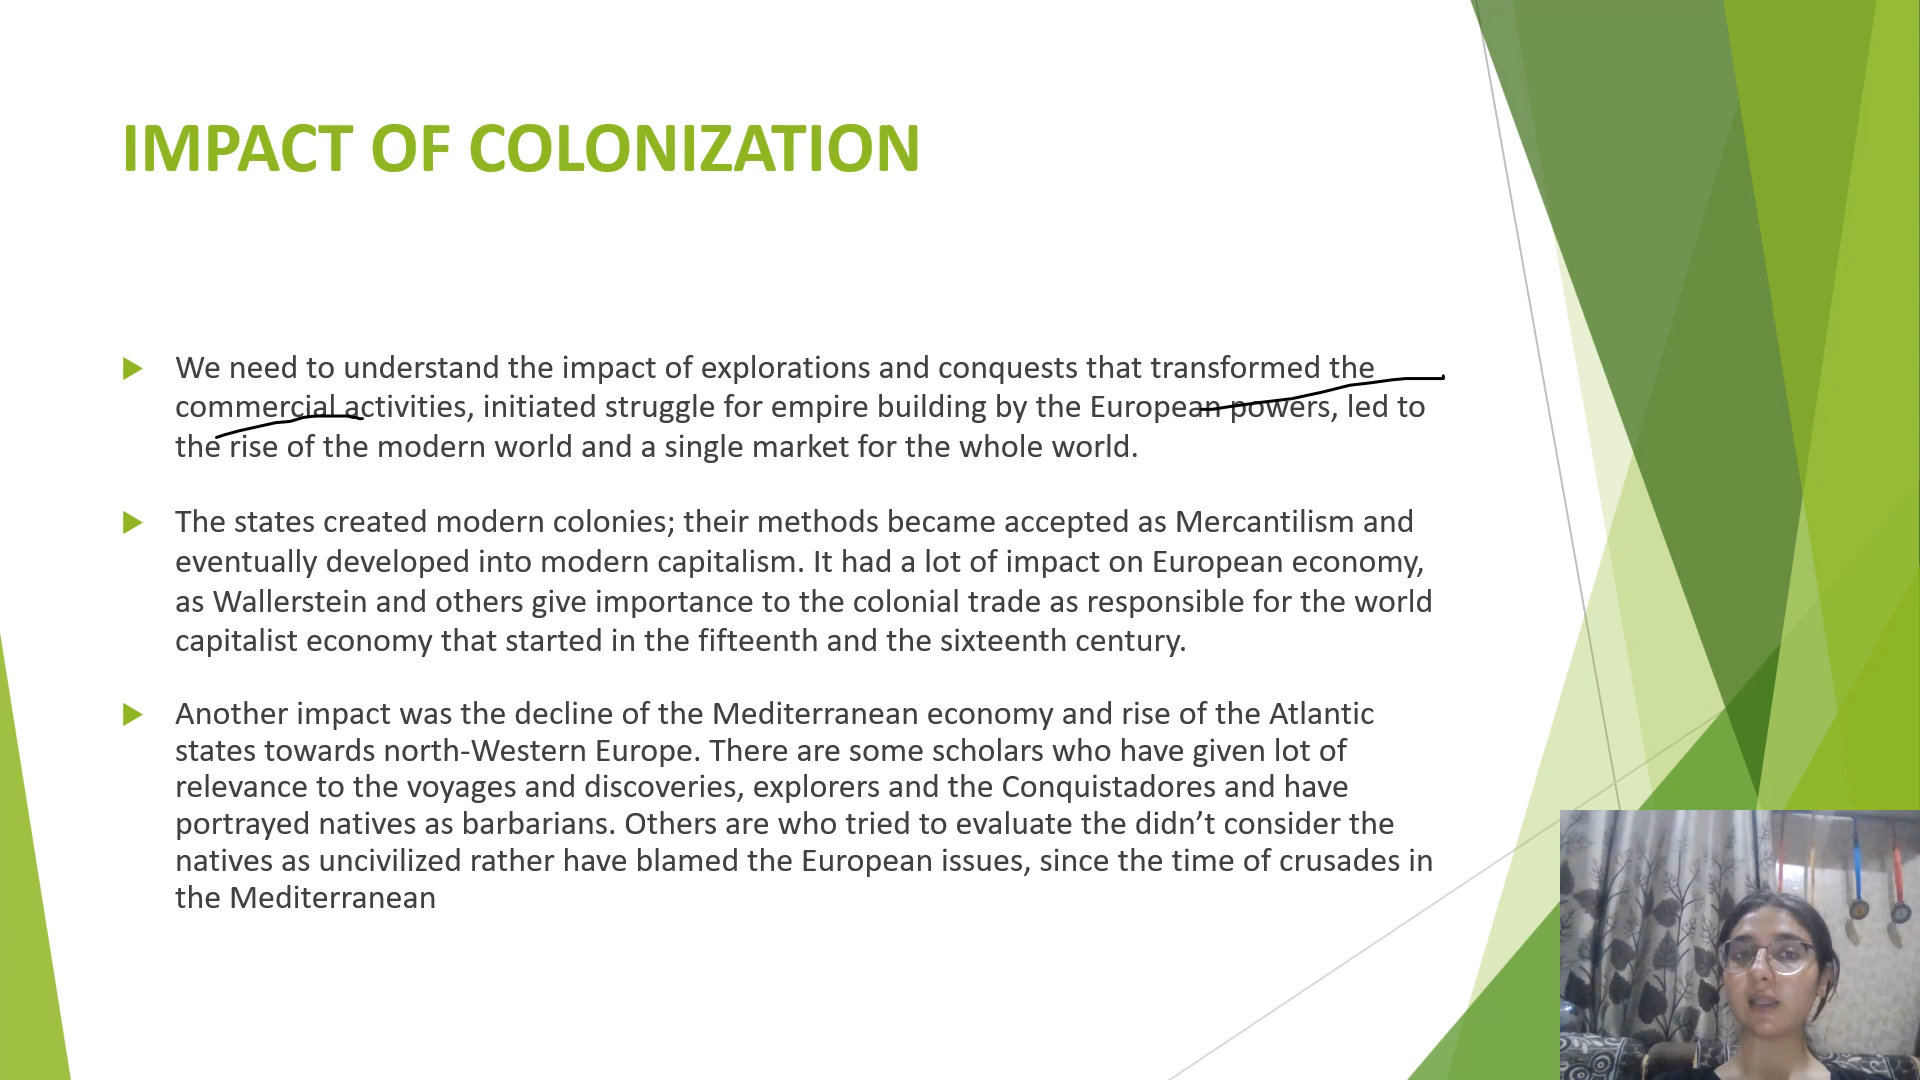 IMPACT OF COLONIZATION
We need to understand the impact of explorations and conquests that transformed the
commercial activities, initiated struggle for empire building by the European powers, led to
the rise of the modern world and a single market for the whole world.
The states created modern colonies; their methods became accepted as Mercantilism and
eventually developed into modern capitalism. It had a lot of impact on European economy,
as Wallerstein and others give importance to the colonial trade as responsible for the world
capitalist economy that started in the fifteenth and the sixteenth century.
Another impact was the decline of the Mediterranean economy and rise of the Atlantic
states towards north-Western Europe. There are some scholars who have given lot of
relevance to the voyages and discoveries, explorers and the Conquistadores and have
portrayed natives as barbarians. Others are who tried to evaluate the didn’t consider the
natives as uncivilized rather have blamed the European issues, since the time of crusades in
the Mediterranean